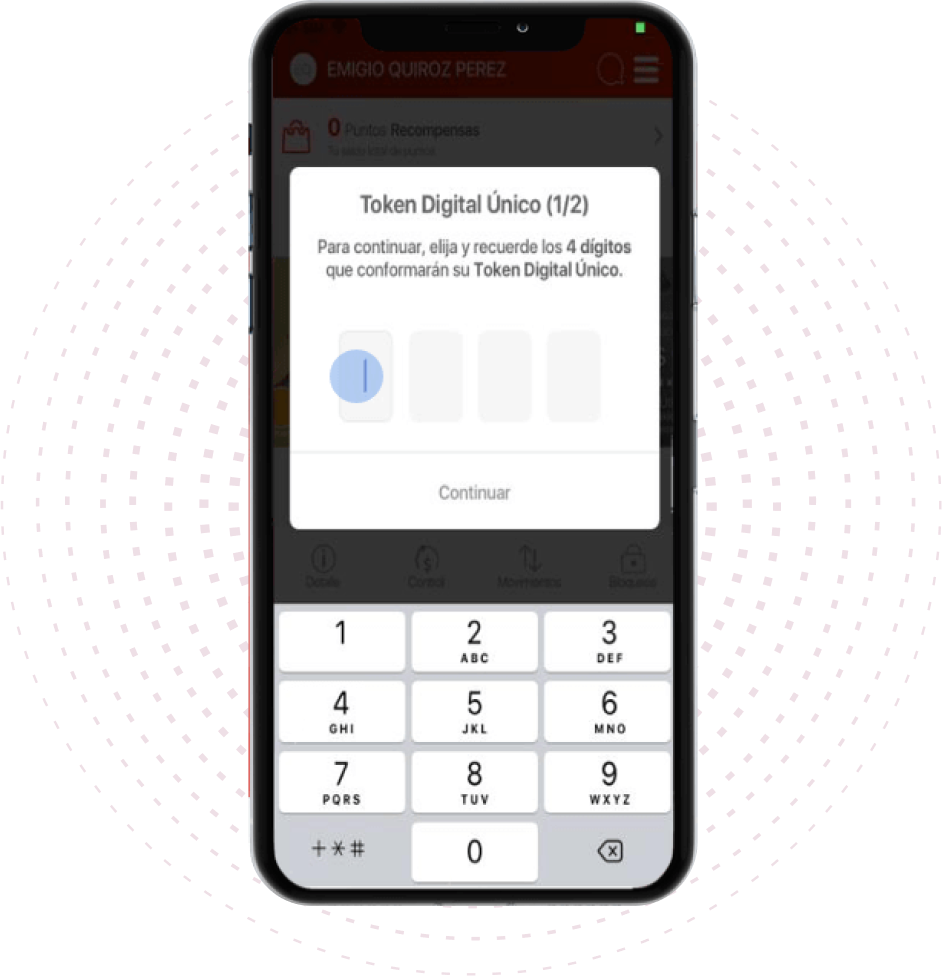 EMIGIO QUIROZ PEREZ
0 Puntos Recompensas
Tu saldo total de puntos
Token Digital Único (1/2)
Para continuar, elija y recuerde los 4 dígitos
que conformarán su Token Digital Único.
Continuar
Detalle Control Movimientos Bloqueos
1 2 3
ABC DEF
4 5 6
GHI JKL MNO
7 8 9
PQRS TUV WXYZ
+*# 0